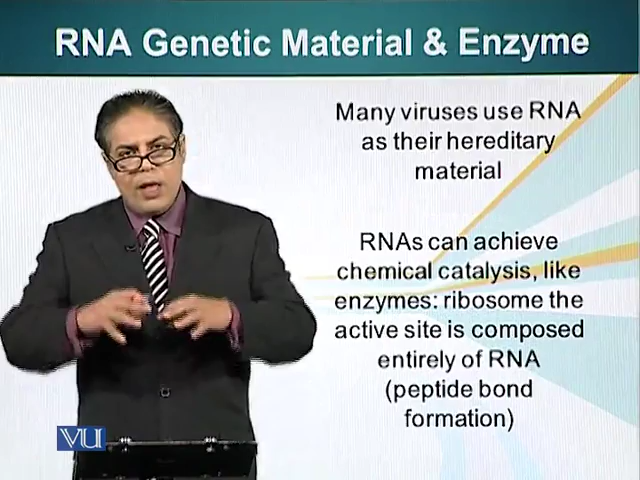 RNA Genetic Material & Enzyme
Many viruses use RNA
as their hereditary
material
RNAs can achieve
chemical catalysis, like
enzymes: ribosome the
active site is composed
entirely of RNA
(peptide bond
formation)
VU